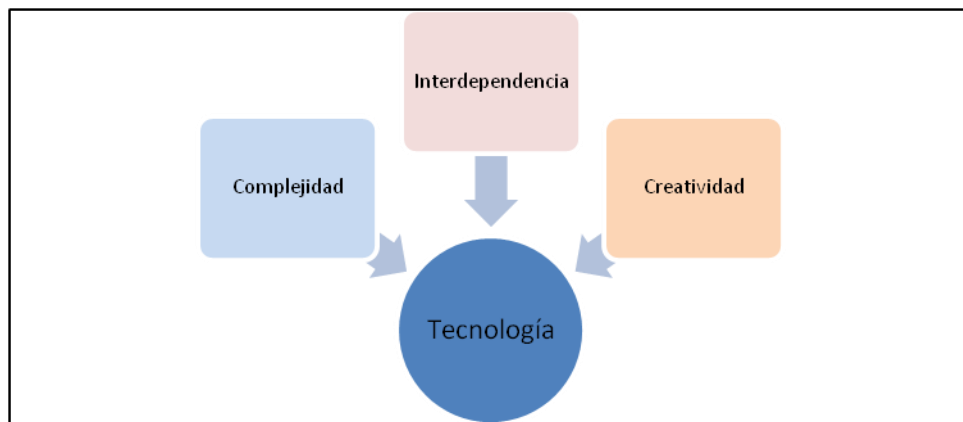 Interdependencia
Complejidad
Creatividad
Tecnología